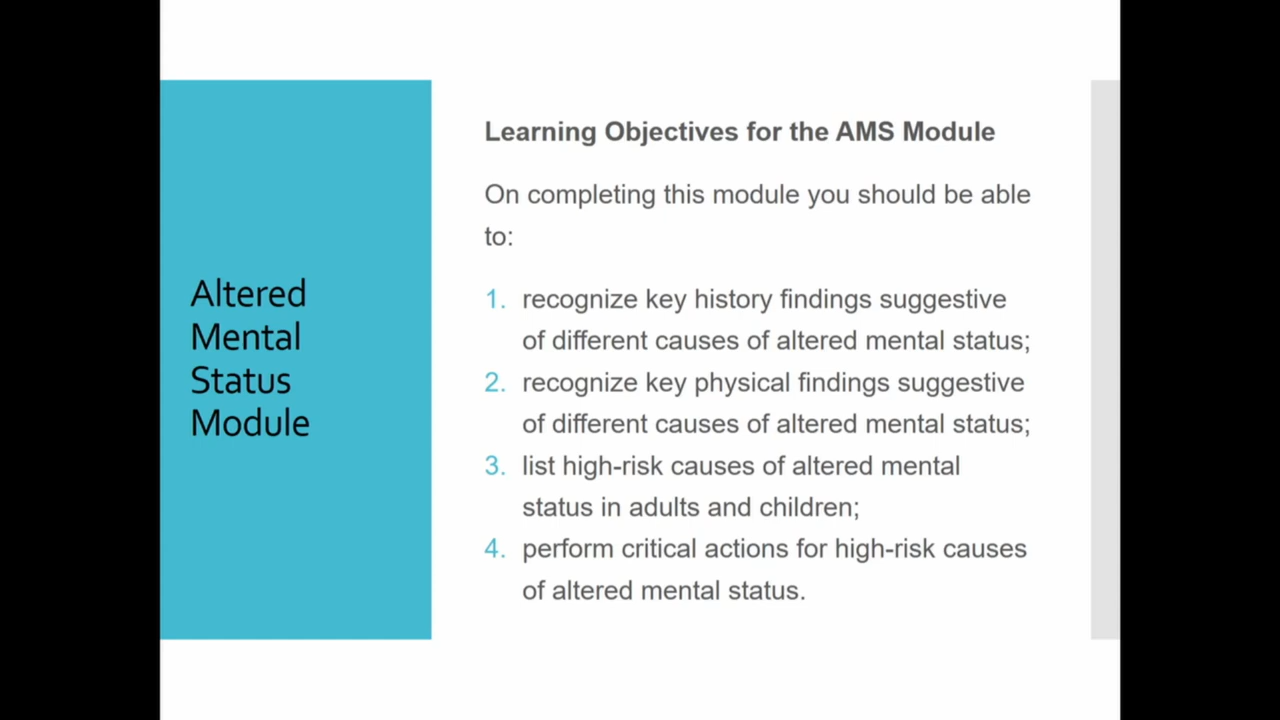 Altered
Mental
Status
Module
Learning Objectives for the AMS Module
On completing this module you should be able
to:
1. recognize key history findings suggestive
of different causes of altered mental status;
2. recognize key physical findings suggestive
of different causes of altered mental status;
3. list high-risk causes of altered mental
status in adults and children;
4. perform critical actions for high-risk causes
of altered mental status.